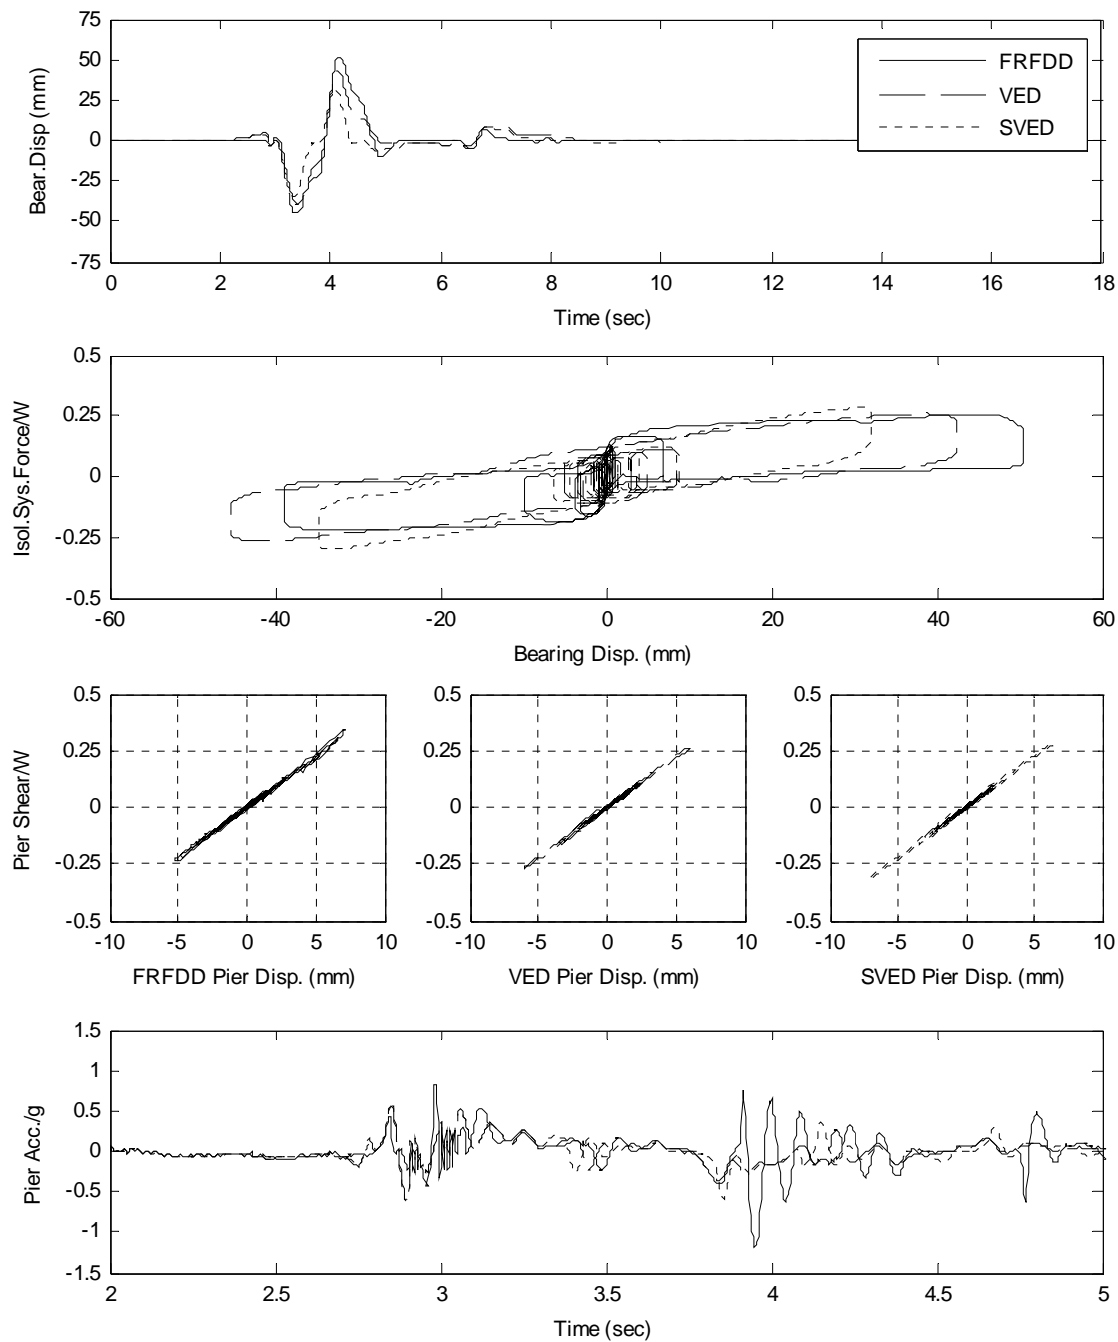 75
50
25
0
-25
-50
-75
Bear.Disp (mm)
FRFDD
VED
SVED
0 2 4 6 8 10 12 14 16 18
Time (sec)
0.5
0.25
0
-0.25
-0.5
Isol.Sys.Force/W
-60 -40 -20 0 20 40 60
Bearing Disp. (mm)
0.5
0.25
0
-0.25
-0.5
Pier Shear/W
-10 -5 0 5 10
FRFDD Pier Disp. (mm)
0.5
0.25
0
-0.25
-0.5
-10 -5 0 5 10
VED Pier Disp. (mm)
0.5
0.25
0
-0.25
-0.5
-10 -5 0 5 10
SVED Pier Disp. (mm)
1.5
1
0.5
0
-0.5
-1
-1.5
Pier Acc./g
2 2.5 3 3.5 4 4.5 5
Time (sec)